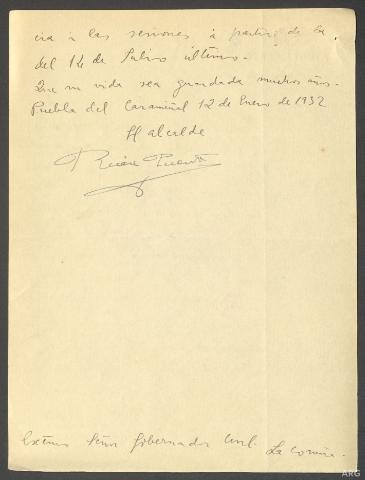 cia a las sesiones a partir de la
del 14 de Julio último.-
Que su vida sea guardada muchos años.-
Puebla del Caramiñal 12 de Enero de 1932
El alcalde
Excmo Señor Gobernador Civil. La Coruña.-
ARG